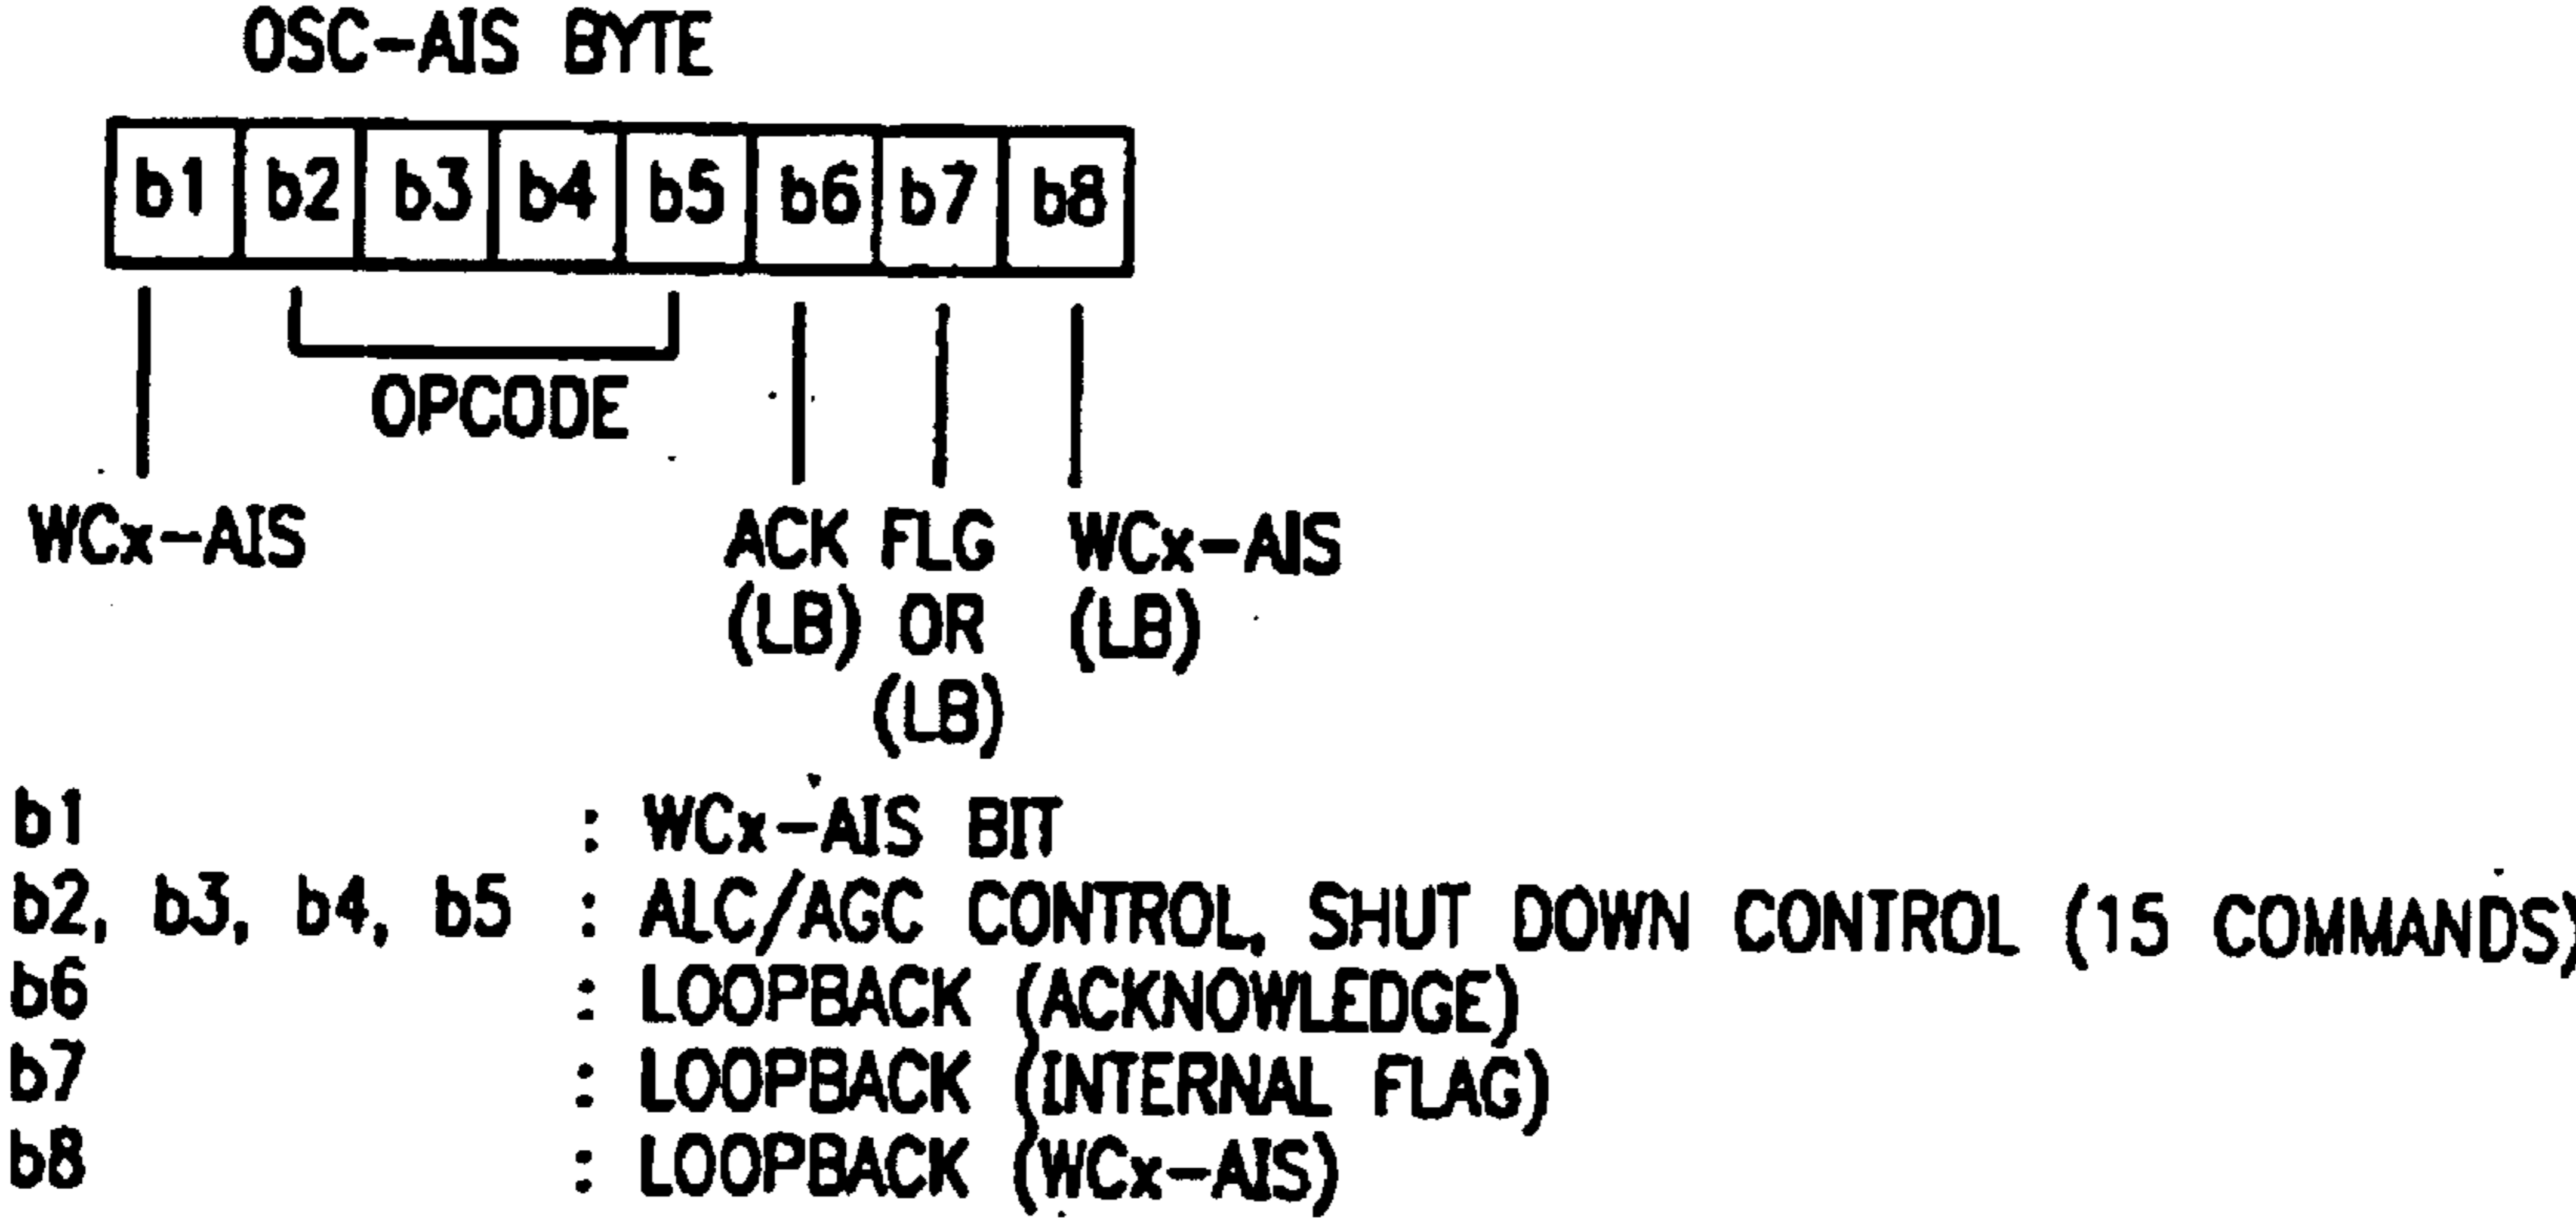 OSC-AIS BYTE
b1 b2 b3 b4 b5 b6 b7 b8
OPCODE
WCx-AIS ACK FLG WCx-AIS
(LB) OR (LB)
(LB)
b1 : WCx-AIS BIT
b2, b3, b4, b5 : ALC/AGC CONTROL, SHUT DOWN CONTROL (15 COMMANDS)
b6 : LOOPBACK (ACKNOWLEDGE)
b7 : LOOPBACK (INTERNAL FLAG)
b8 : LOOPBACK (WCx-AIS)